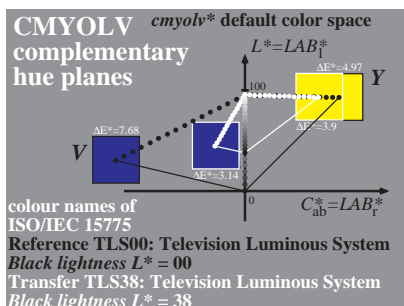 CMYOLV
complementary
hue planes
cmyolv* default color space
L*=LAB*l
ΔE*=4.97
100
Y
ΔE*=7.68
ΔE*=3.9
V
ΔE*=3.14
0
C*ab=LAB*r
colour names of
ISO/IEC 15775
Reference TLS00: Television Luminous System
Black lightness L* = 00
Transfer TLS38: Television Luminous System
Black lightness L* = 38